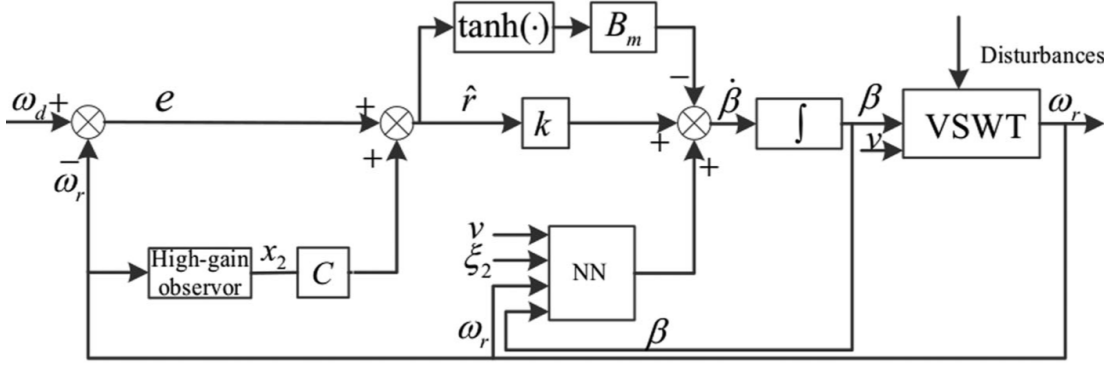 tanh(·)
B_m
Disturbances
ω_d +
e
+
r̂
k
−
+
β̇
∫
β
v
VSWT
ω_r
−
ω_r
+
+
High-gain
observor
x_2
C
v
ξ_2
NN
ω_r
β